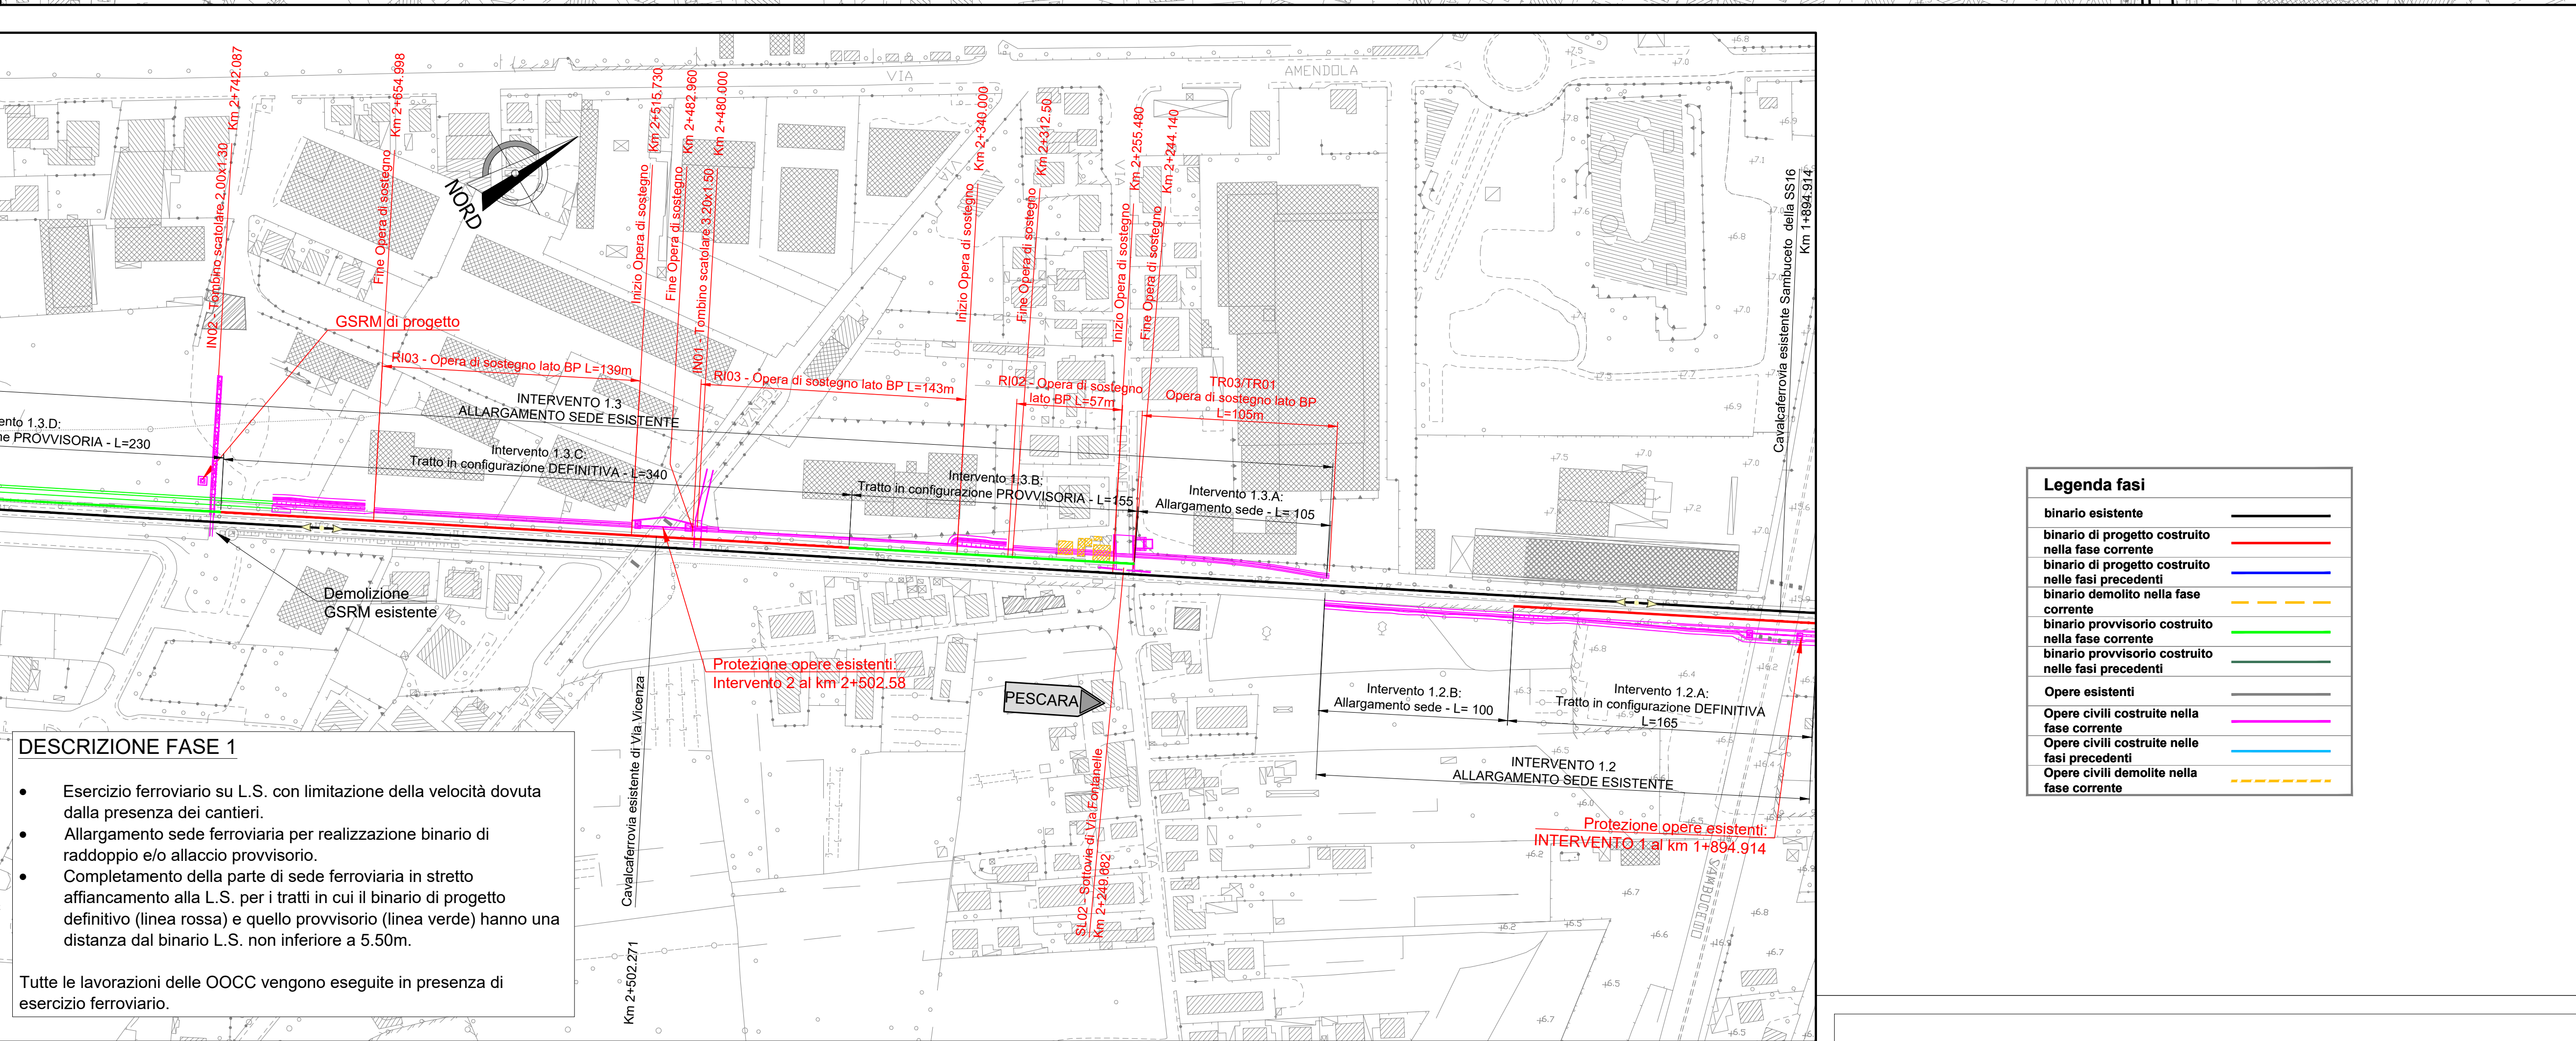 VIA
AMENDOLA
Km 2+742.087
IN02 - Tombino scatolare 2.00x1.30
Km 2+654.998
Fine Opera di sostegno
NORD
Km 2+515.730
Inizio Opera di sostegno
Km 2+482.960
Fine Opera di sostegno
Km 2+480.000
IN01 - Tombino scatolare 3.20x1.50
Km 2+340.000
Inizio Opera di sostegno
Km 2+312.50
Fine Opera di sostegno
Km 2+255.480
Inizio Opera di sostegno
Km 2+244.140
Fine Opera di sostegno
Cavalcaferrovia esistente Sambuceto della SS16
Km 1+894.914
GSRM di progetto
RI03 - Opera di sostegno lato BP L=139m
RI03 - Opera di sostegno lato BP L=143m
RI02 - Opera di sostegno
lato BP L=57m
TR03/TR01
Opera di sostegno lato BP
L=105m
INTERVENTO 1.3
ALLARGAMENTO SEDE ESISTENTE
ento 1.3.D:
ne PROVVISORIA - L=230
Intervento 1.3.C:
Tratto in configurazione DEFINITIVA - L=340
Intervento 1.3.B:
Tratto in configurazione PROVVISORIA - L=155
Intervento 1.3.A:
Allargamento sede - L= 105
Demolizione
GSRM esistente
Protezione opere esistenti:
Intervento 2 al km 2+502.58
Cavalcaferrovia esistente di Via Vicenza
Km 2+502.271
PESCARA
SL02 - Sottovia di Via Fontanelle
Km 2+249.682
Intervento 1.2.B:
Allargamento sede - L= 100
Intervento 1.2.A:
Tratto in configurazione DEFINITIVA
L=165
INTERVENTO 1.2
ALLARGAMENTO SEDE ESISTENTE
Protezione opere esistenti:
INTERVENTO 1 al km 1+894.914
SAMBUCETO
DESCRIZIONE FASE 1
● Esercizio ferroviario su L.S. con limitazione della velocità dovuta
dalla presenza dei cantieri.
● Allargamento sede ferroviaria per realizzazione binario di
raddoppio e/o allaccio provvisorio.
● Completamento della parte di sede ferroviaria in stretto
affiancamento alla L.S. per i tratti in cui il binario di progetto
definitivo (linea rossa) e quello provvisorio (linea verde) hanno una
distanza dal binario L.S. non inferiore a 5.50m.
Tutte le lavorazioni delle OOCC vengono eseguite in presenza di
esercizio ferroviario.
Legenda fasi
binario esistente
binario di progetto costruito
nella fase corrente
binario di progetto costruito
nelle fasi precedenti
binario demolito nella fase
corrente
binario provvisorio costruito
nella fase corrente
binario provvisorio costruito
nelle fasi precedenti
Opere esistenti
Opere civili costruite nella
fase corrente
Opere civili costruite nelle
fasi precedenti
Opere civili demolite nella
fase corrente